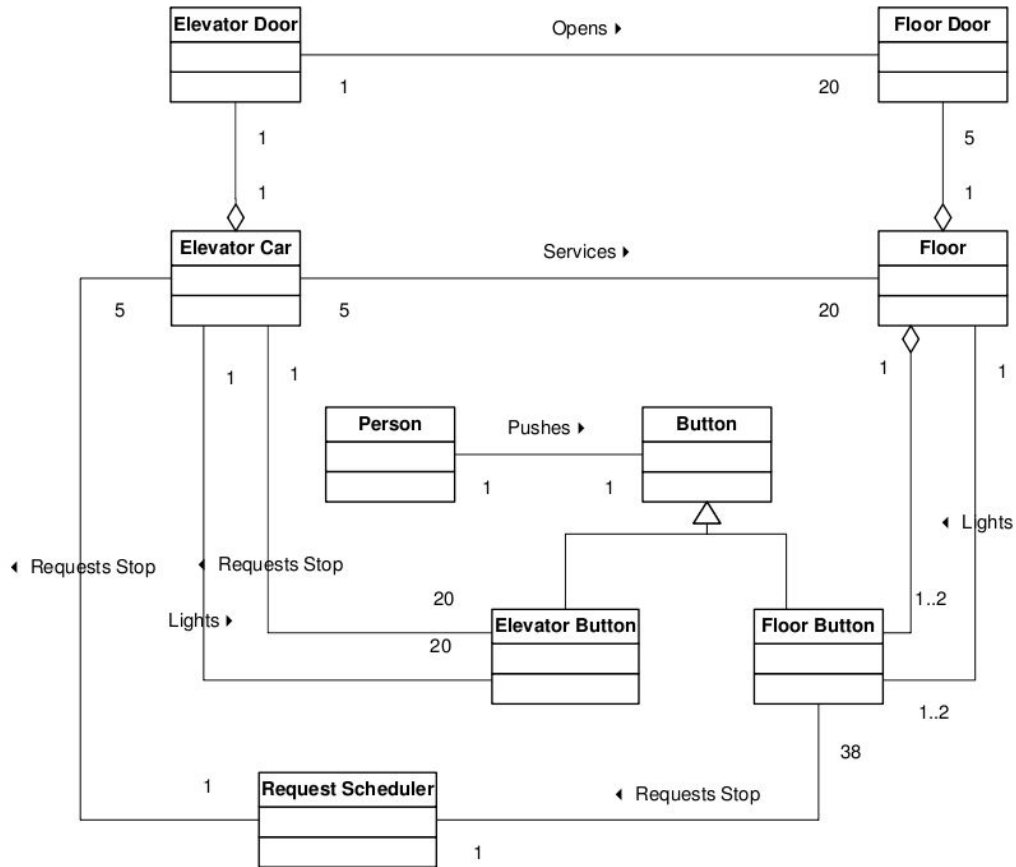 Elevator Door
Opens
Floor Door
1
20
1
5
1
1
Elevator Car
Services
Floor
5
5
20
1
1
1
1
Person
Pushes
Button
1
1
Lights
Requests Stop
Requests Stop
20
1..2
Lights
Elevator Button
Floor Button
20
1..2
38
1
Request Scheduler
Requests Stop
1